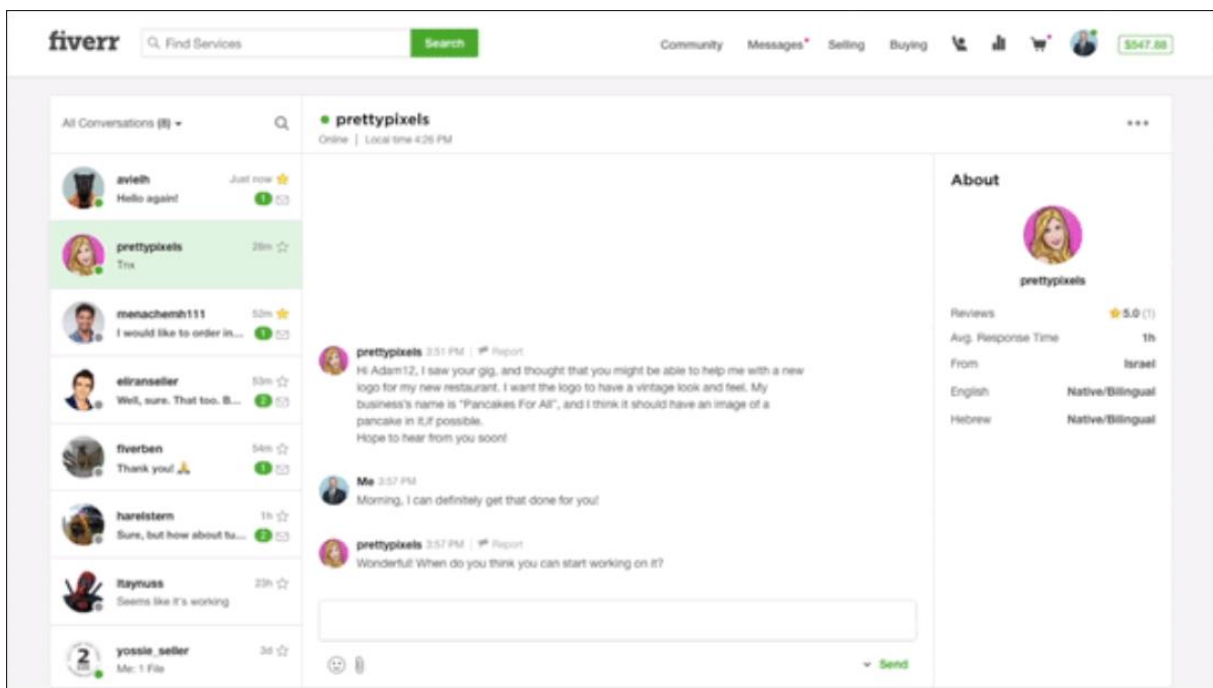 fiverr
Find Services
Search
Community
Messages
Selling
Buying
$547.88
All Conversations (8)
prettypixels
Online | Local time 4:26 PM
avielh
Just now
Hello again!
1
prettypixels
28m
Tnx
menachemh111
52m
I would like to order in...
1
eliranseller
53m
Well, sure. That too. B...
2
fiverben
54m
Thank you! 🙏
1
harelstern
1h
Sure, but how about tu...
2
Itaynuss
23h
Seems like it's working
2
yossie_seller
3d
Me: 1 File
prettypixels 3:51 PM | Report
Hi Adam12, I saw your gig, and thought that you might be able to help me with a new
logo for my new restaurant. I want the logo to have a vintage look and feel. My
business's name is "Pancakes For All", and I think it should have an image of a
pancake in it,if possible.
Hope to hear from you soon!
Me 3:57 PM
Morning, I can definitely get that done for you!
prettypixels 3:57 PM | Report
Wonderful! When do you think you can start working on it?
Send
About
prettypixels
Reviews
5.0 (1)
Avg. Response Time
1h
From
Israel
English
Native/Bilingual
Hebrew
Native/Bilingual